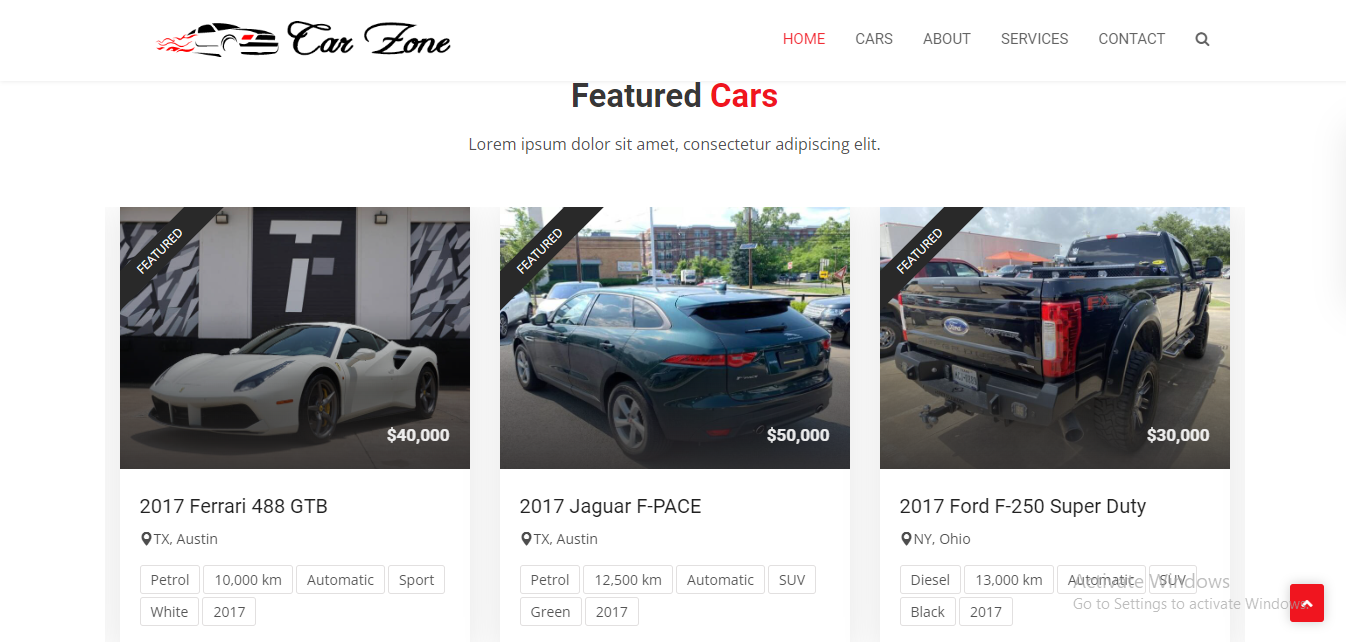 Car Zone
HOME CARS ABOUT SERVICES CONTACT
Featured Cars
Lorem ipsum dolor sit amet, consectetur adipiscing elit.
FEATURED
$40,000
2017 Ferrari 488 GTB
TX, Austin
Petrol 10,000 km Automatic Sport
White 2017
FEATURED
$50,000
2017 Jaguar F-PACE
TX, Austin
Petrol 12,500 km Automatic SUV
Green 2017
FEATURED
Ford
$30,000
2017 Ford F-250 Super Duty
NY, Ohio
Diesel 13,000 km Automatic SUV
Black 2017
Activate Windows
Go to Settings to activate Windows.